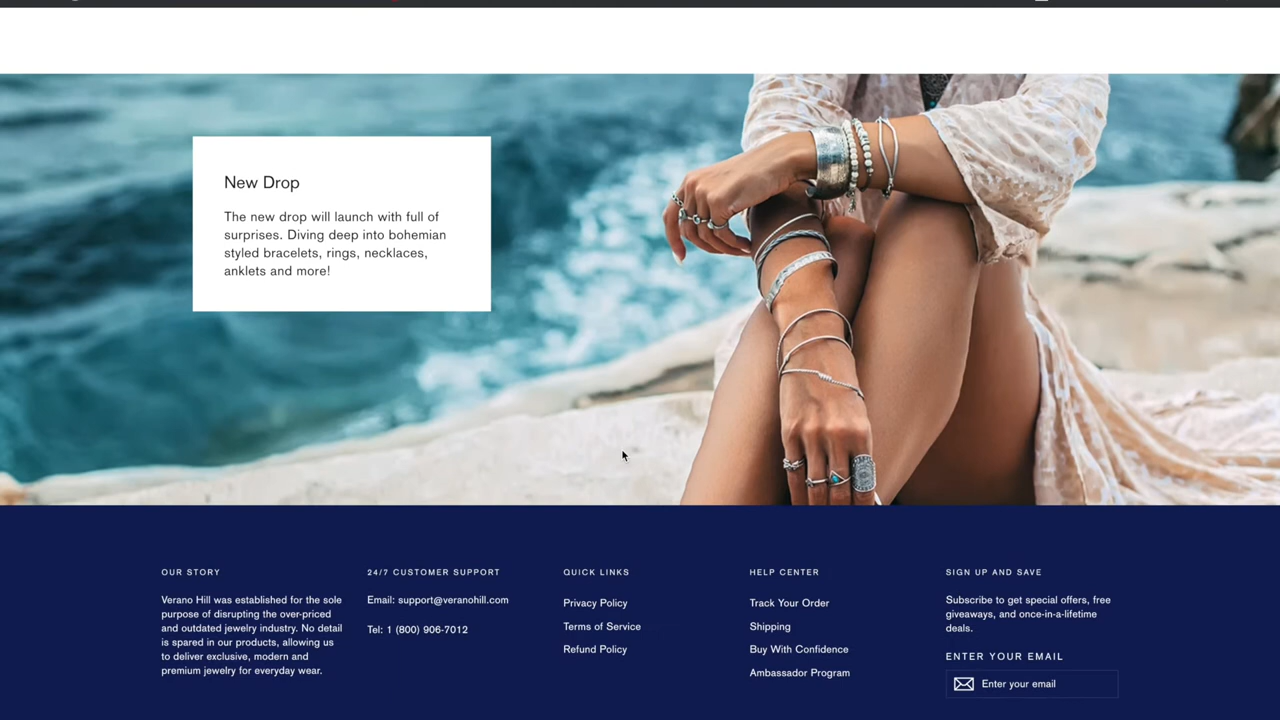 New Drop
The new drop will launch with full of
surprises. Diving deep into bohemian
styled bracelets, rings, necklaces,
anklets and more!
OUR STORY
Verano Hill was established for the sole
purpose of disrupting the over-priced
and outdated jewelry industry. No detail
is spared in our products, allowing us
to deliver exclusive, modern and
premium jewelry for everyday wear.
24/7 CUSTOMER SUPPORT
Email: support@veranohill.com
Tel: 1 (800) 906-7012
QUICK LINKS
Privacy Policy
Terms of Service
Refund Policy
HELP CENTER
Track Your Order
Shipping
Buy With Confidence
Ambassador Program
SIGN UP AND SAVE
Subscribe to get special offers, free
giveaways, and once-in-a-lifetime
deals.
ENTER YOUR EMAIL
Enter your email